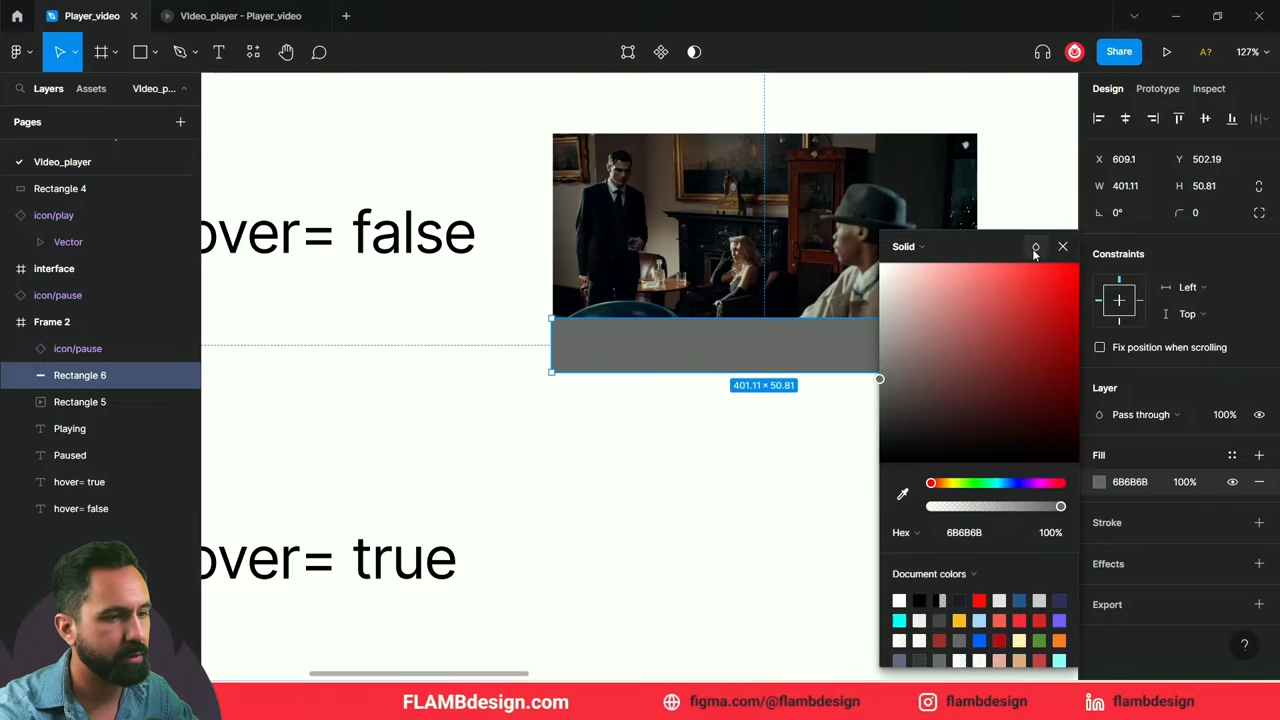 Player_video
VIdeo_player - Player_video
Share
A?
127%
Layers
Assets
VIdeo_p...
Design
Prototype
Inspect
Pages
VIdeo_player
Rectangle 4
icon/play
Vector
interface
icon/pause
Frame 2
icon/pause
Rectangle 6
Rectangle 5
Playing
Paused
hover= true
hover= false
over= false
over= true
401.11 × 50.81
Solid
Hex
6B6B6B
100%
Document colors
X
609.1
Y
502.19
W
401.11
H
50.81
0°
0
Constraints
Left
Top
Fix position when scrolling
Layer
Pass through
100%
Fill
6B6B6B
100%
Stroke
Effects
Export
?
FLAMBdesign.com
figma.com/@flambdesign
flambdesign
flambdesign